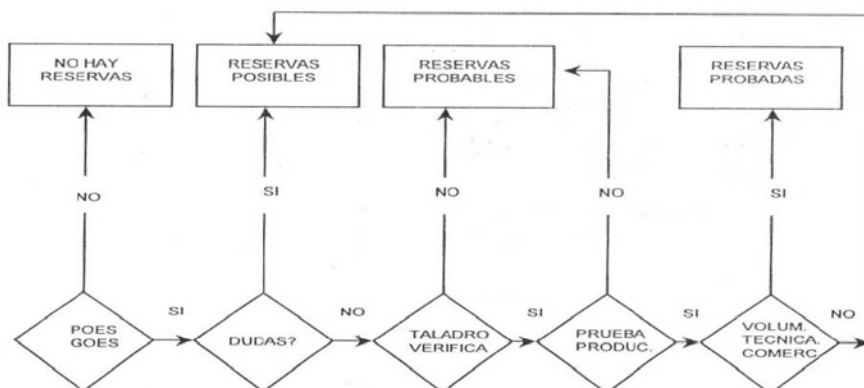 NO HAY
RESERVAS
RESERVAS
POSIBLES
RESERVAS
PROBABLES
RESERVAS
PROBADAS
NO
SI
NO
NO
SI
SI
NO
SI
SI
NO
POES
GOES
DUDAS?
TALADRO
VERIFICA
PRUEBA
PRODUC.
VOLUM.
TECNICA.
COMERC